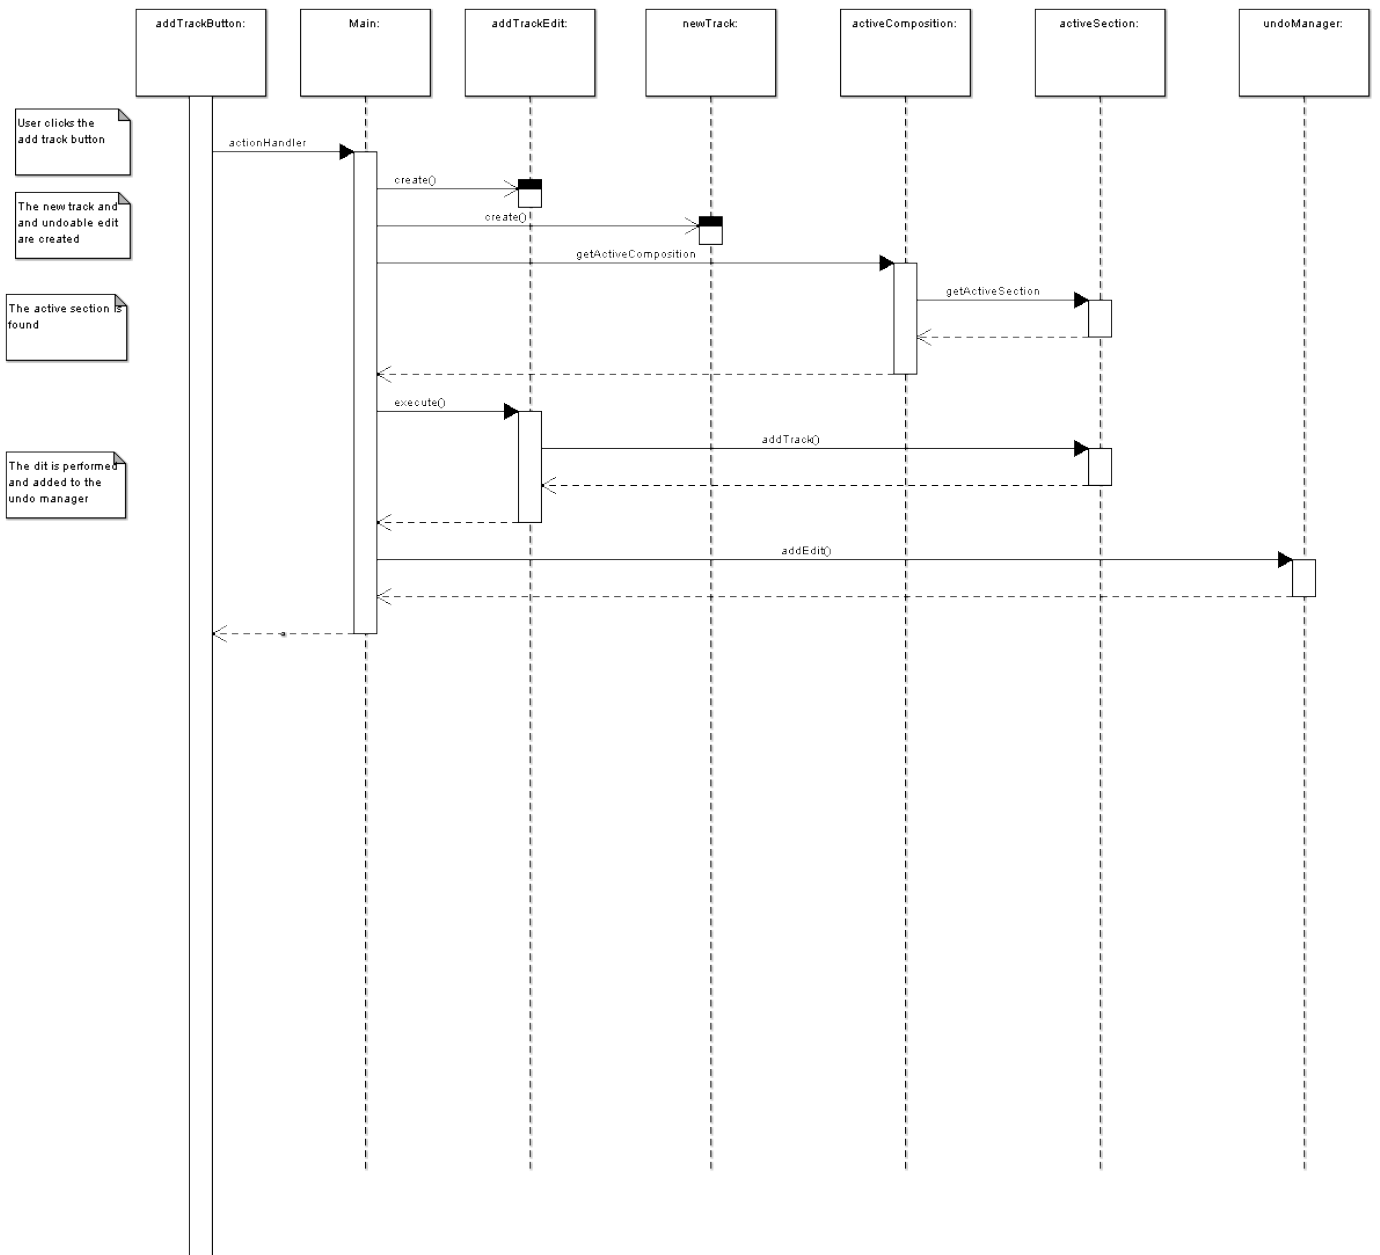 addTrackButton:
Main:
addTrackEdit:
newTrack:
activeComposition:
activeSection:
undoManager:
User clicks the
add track button
actionHandler
create()
The new track and
and undoable edit
are created
create()
getActiveComposition
getActiveSection
The active section is
found
execute()
addTrack()
The dit is performed
and added to the
undo manager
addEdit()